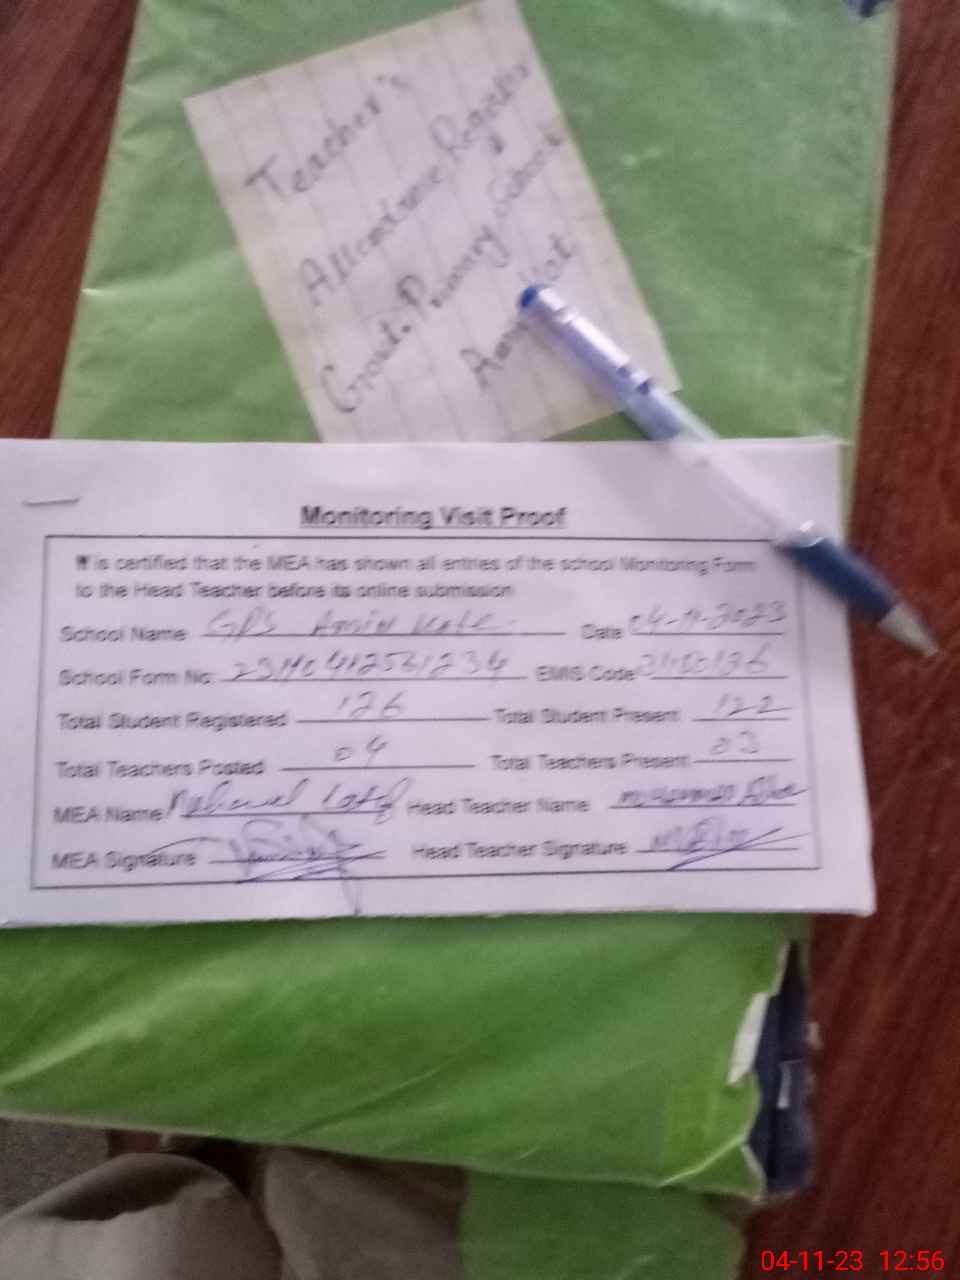 Teacher's
Attendance Register
Govt. Primary School
Monitoring Visit Proof
It is certified that the MEA has shown all entries of the school Monitoring Form
to the Head Teacher before its online submission
School Name GPS Amin Kote Date 04-11-2023
School Form No. EMIS Code
Total Student Registered 126 Total Student Present 122
Total Teachers Posted 04 Total Teachers Present 03
MEA Name Head Teacher Name
MEA Signature Head Teacher Signature
04-11-23 12:56